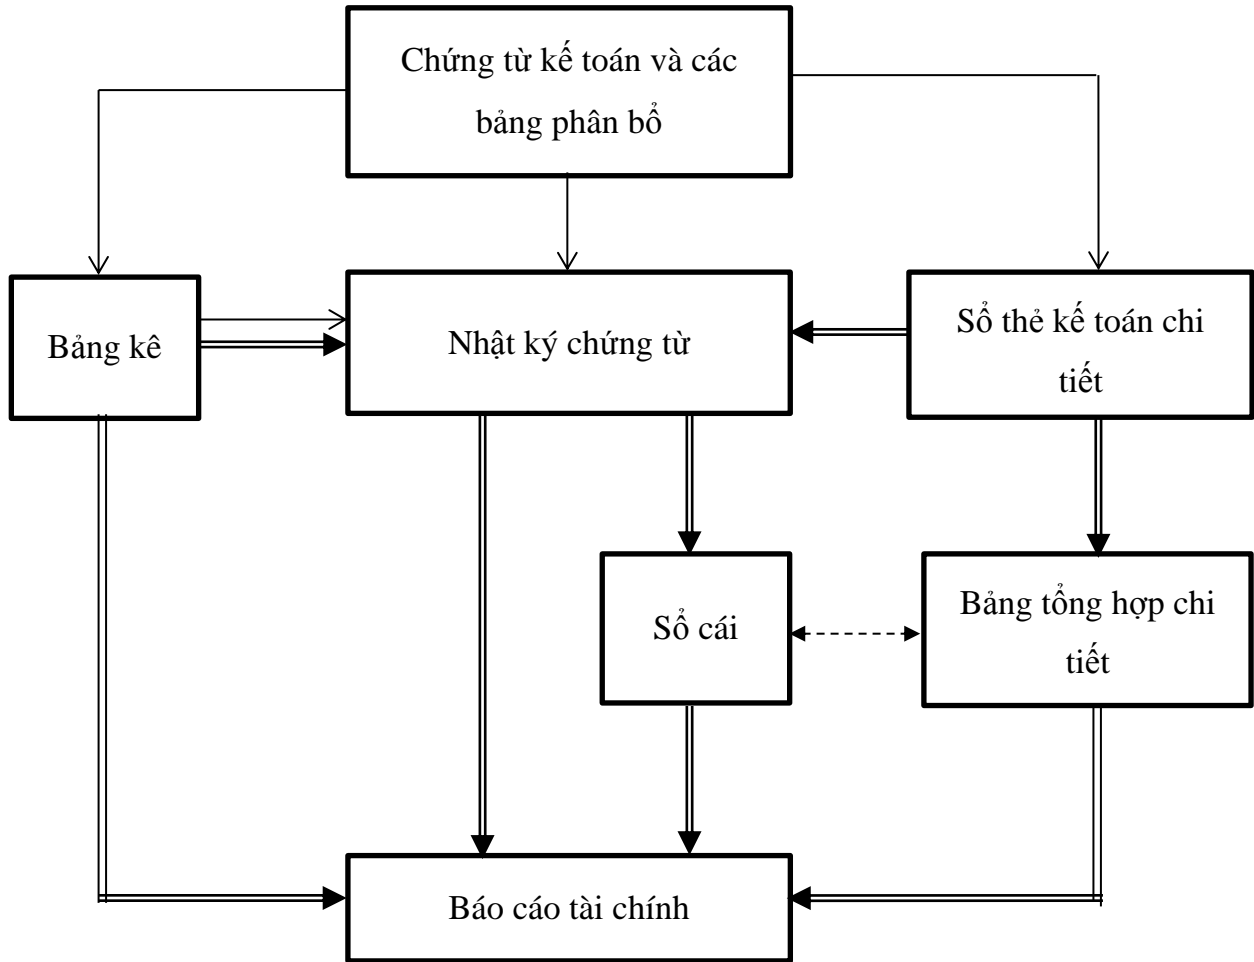 Chứng từ kế toán và các
bảng phân bổ
Bảng kê
Nhật ký chứng từ
Sổ thẻ kế toán chi
tiết
Sổ cái
Bảng tổng hợp chi
tiết
Báo cáo tài chính